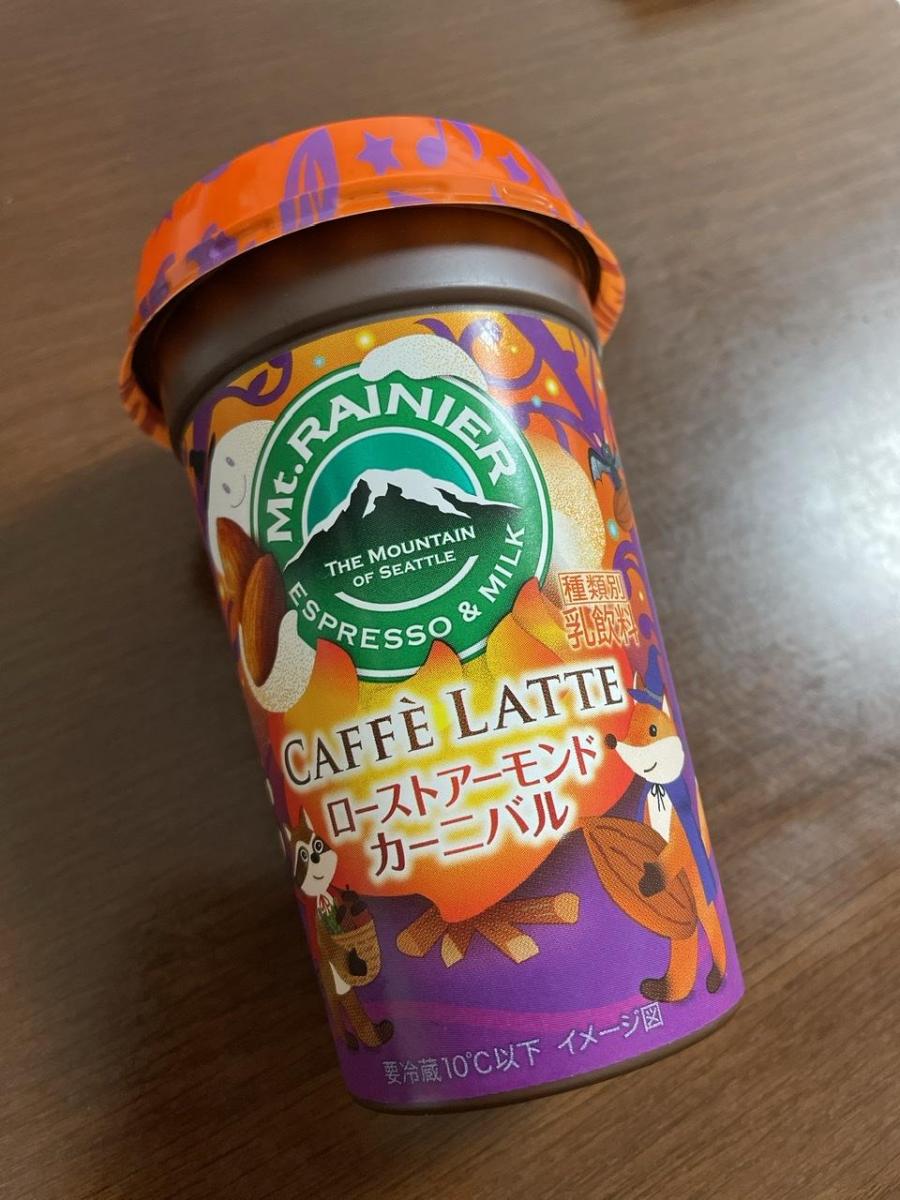 Mt. RAINIER
THE MOUNTAIN
OF SEATTLE
ESPRESSO & MILK
種類別
乳飲料
CAFFÈ LATTE
ローストアーモンド
カーニバル
要冷蔵10℃以下 イメージ図